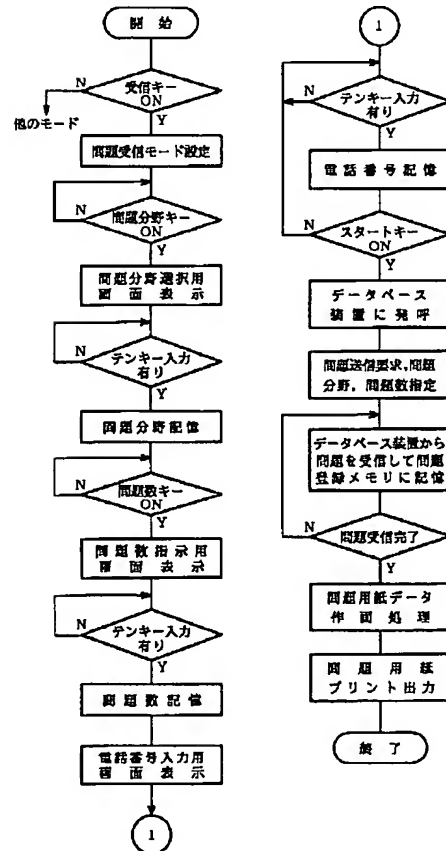 開始
受信キー
ON
N
Y
他のモード
問題受信モード設定
問題分野キー
ON
N
Y
問題分野選択用
画面表示
テンキー入力
有り
N
Y
問題分野記憶
問題数キー
ON
N
Y
問題数指示用
画面表示
テンキー入力
有り
N
Y
問題数記憶
電話番号入力用
画面表示
1
1
テンキー入力
有り
N
Y
電話番号記憶
スタートキー
ON
N
Y
データベース
装置に発呼
問題送信要求,問題
分野,問題数指定
データベース装置から
問題を受信して問題
登録メモリに記憶
問題受信完了
N
Y
問題用紙データ
作面処理
問題用紙
プリント出力
終了